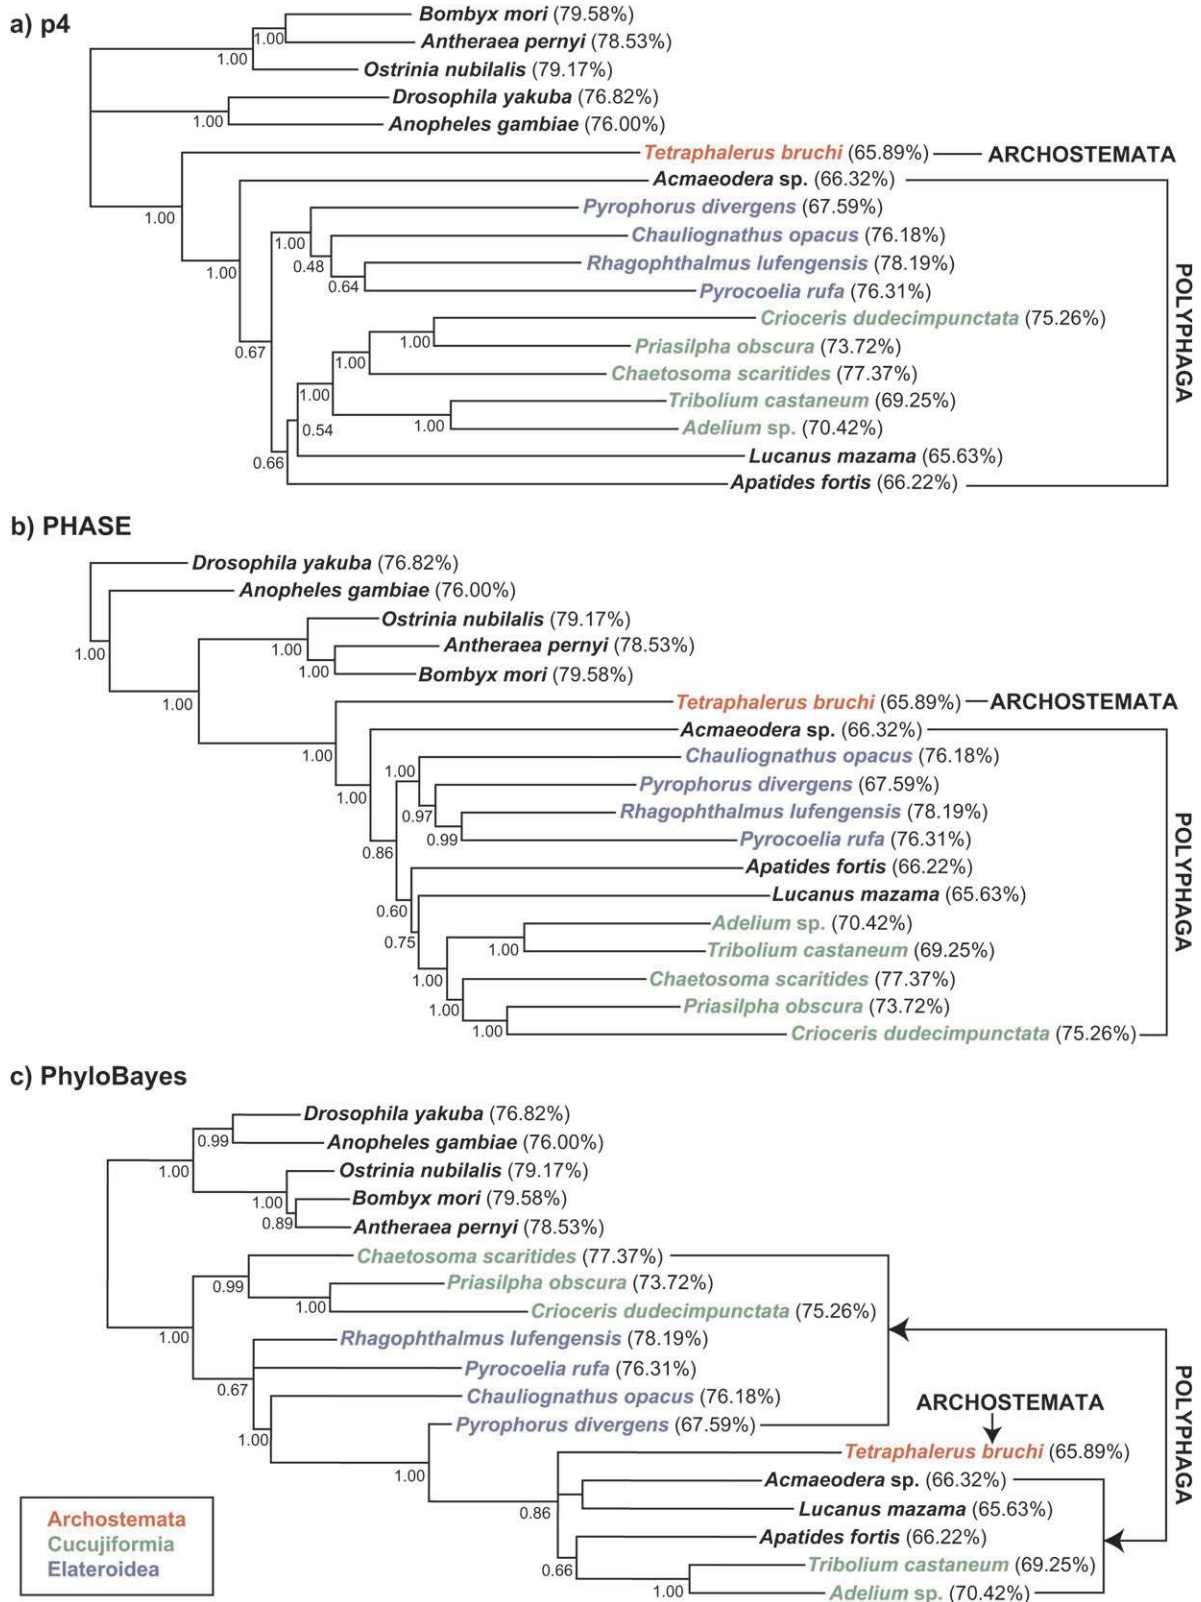 a) p4
Bombyx mori (79.58%)
1.00
Antheraea pernyi (78.53%)
1.00
Ostrinia nubilalis (79.17%)
Drosophila yakuba (76.82%)
1.00
Anopheles gambiae (76.00%)
Tetraphalerus bruchi (65.89%)
ARCHOSTEMATA
Acmaeodera sp. (66.32%)
1.00
Pyrophorus divergens (67.59%)
Chauliognathus opacus (76.18%)
1.00
1.00
0.48
Rhagophthalmus lufengensis (78.19%)
0.64
Pyrocoelia rufa (76.31%)
Crioceris dudecimpunctata (75.26%)
1.00
0.67
Priasilpha obscura (73.72%)
1.00
Chaetosoma scaritides (77.37%)
1.00
Tribolium castaneum (69.25%)
1.00
0.54
Adelium sp. (70.42%)
Lucanus mazama (65.63%)
0.66
Apatides fortis (66.22%)
POLYPHAGA
b) PHASE
Drosophila yakuba (76.82%)
Anopheles gambiae (76.00%)
Ostrinia nubilalis (79.17%)
1.00
1.00
Antheraea pernyi (78.53%)
1.00
Bombyx mori (79.58%)
1.00
Tetraphalerus bruchi (65.89%)
ARCHOSTEMATA
Acmaeodera sp. (66.32%)
1.00
Chauliognathus opacus (76.18%)
1.00
Pyrophorus divergens (67.59%)
1.00
Rhagophthalmus lufengensis (78.19%)
0.97
0.99
Pyrocoelia rufa (76.31%)
0.86
Apatides fortis (66.22%)
Lucanus mazama (65.63%)
0.60
Adelium sp. (70.42%)
0.75
1.00
Tribolium castaneum (69.25%)
1.00
Chaetosoma scaritides (77.37%)
1.00
Priasilpha obscura (73.72%)
1.00
Crioceris dudecimpunctata (75.26%)
POLYPHAGA
c) PhyloBayes
Drosophila yakuba (76.82%)
0.99
Anopheles gambiae (76.00%)
1.00
Ostrinia nubilalis (79.17%)
1.00
Bombyx mori (79.58%)
0.89
Antheraea pernyi (78.53%)
Chaetosoma scaritides (77.37%)
0.99
Priasilpha obscura (73.72%)
1.00
Crioceris dudecimpunctata (75.26%)
1.00
Rhagophthalmus lufengensis (78.19%)
Pyrocoelia rufa (76.31%)
0.67
Chauliognathus opacus (76.18%)
ARCHOSTEMATA
Pyrophorus divergens (67.59%)
1.00
Tetraphalerus bruchi (65.89%)
1.00
Acmaeodera sp. (66.32%)
0.86
Lucanus mazama (65.63%)
Apatides fortis (66.22%)
0.66
Tribolium castaneum (69.25%)
1.00
Adelium sp. (70.42%)
POLYPHAGA
Archostemata
Cucujiformia
Elateroidea